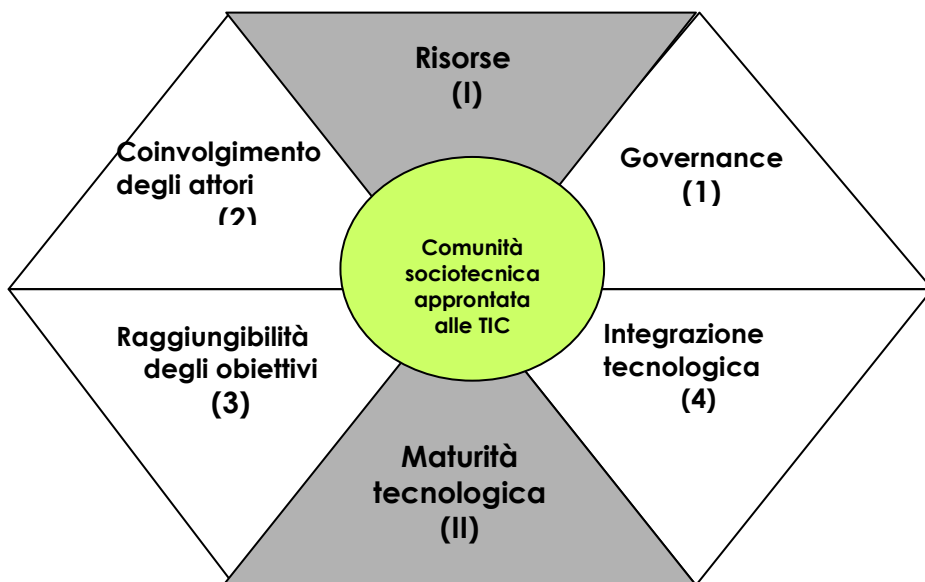 Risorse
(I)
Coinvolgimento
degli attori
(2)
Governance
(1)
Comunità
sociotecnica
approntata
alle TIC
Raggiungibilità
degli obiettivi
(3)
Integrazione
tecnologica
(4)
Maturità
tecnologica
(II)